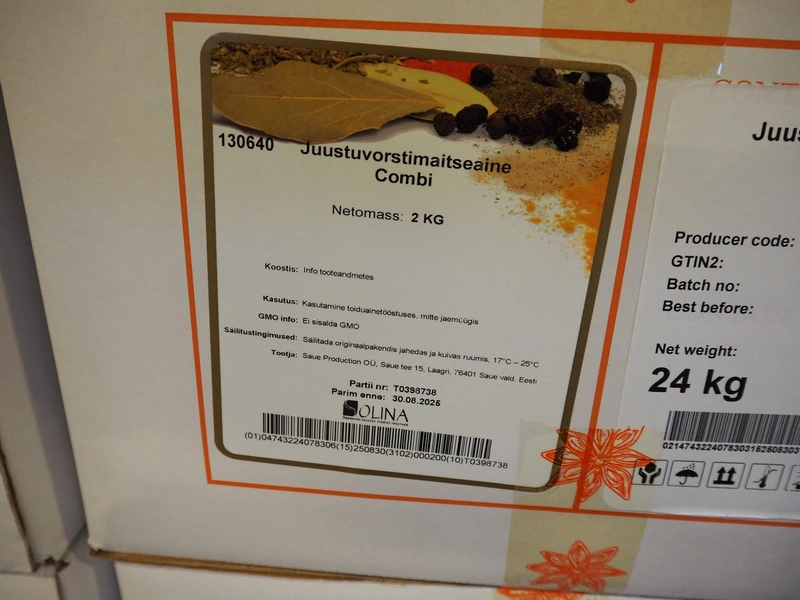 130640 Juustuvorstimaitseaine
Combi
Netomass: 2 KG
Koostis: Info tooteandmetes
Kasutus: Kasutamine toiduainetööstuses, mitte jaemüügis
GMO info: Ei sisalda GMO
Säilitustingimused: Säilitada originaalpakendis jahedas ja kuivas ruumis, 17°C – 25°C
Tootja: Saue Production OÜ, Saue tee 15, Laagri, 76401 Saue vald, Eesti
Partii nr: T0398738
Parim enne: 30.08.2025
SOLINA
(01)04743224078306(15)250830(3102)000200(10)T0398738
Juus
Producer code:
GTIN2:
Batch no:
Best before:
Net weight:
24 kg